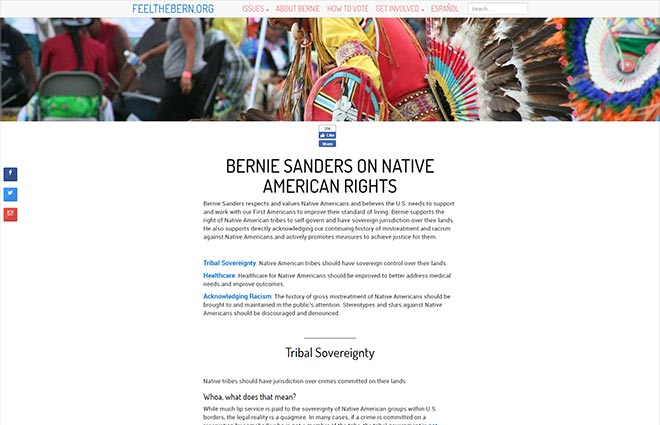 FEELTHEBERN.ORG
ISSUES ABOUT BERNIE HOW TO VOTE GET INVOLVED ESPAÑOL Search...
Like
Share
BERNIE SANDERS ON NATIVE
AMERICAN RIGHTS
Bernie Sanders respects and values Native Americans and believes the U.S. needs to support
and work with our First Americans to improve their standard of living. Bernie supports the
right of Native American tribes to self-govern and have sovereign jurisdiction over their lands.
He also supports directly acknowledging our continuing history of mistreatment and racism
against Native Americans and actively promotes measures to achieve justice for them.
Tribal Sovereignty: Native American tribes should have sovereign control over their lands.
Healthcare: Healthcare for Native Americans should be improved to better address medical
needs and improve outcomes.
Acknowledging Racism: The history of gross mistreatment of Native Americans should be
brought to and maintained in the public's attention. Stereotypes and slurs against Native
Americans should be discouraged and denounced.
Tribal Sovereignty
Native tribes should have jurisdiction over crimes committed on their lands.
Whoa, what does that mean?
While much lip service is paid to the sovereignty of Native American groups within U.S.
borders, the legal reality is a quagmire. In many cases, if a crime is committed on a